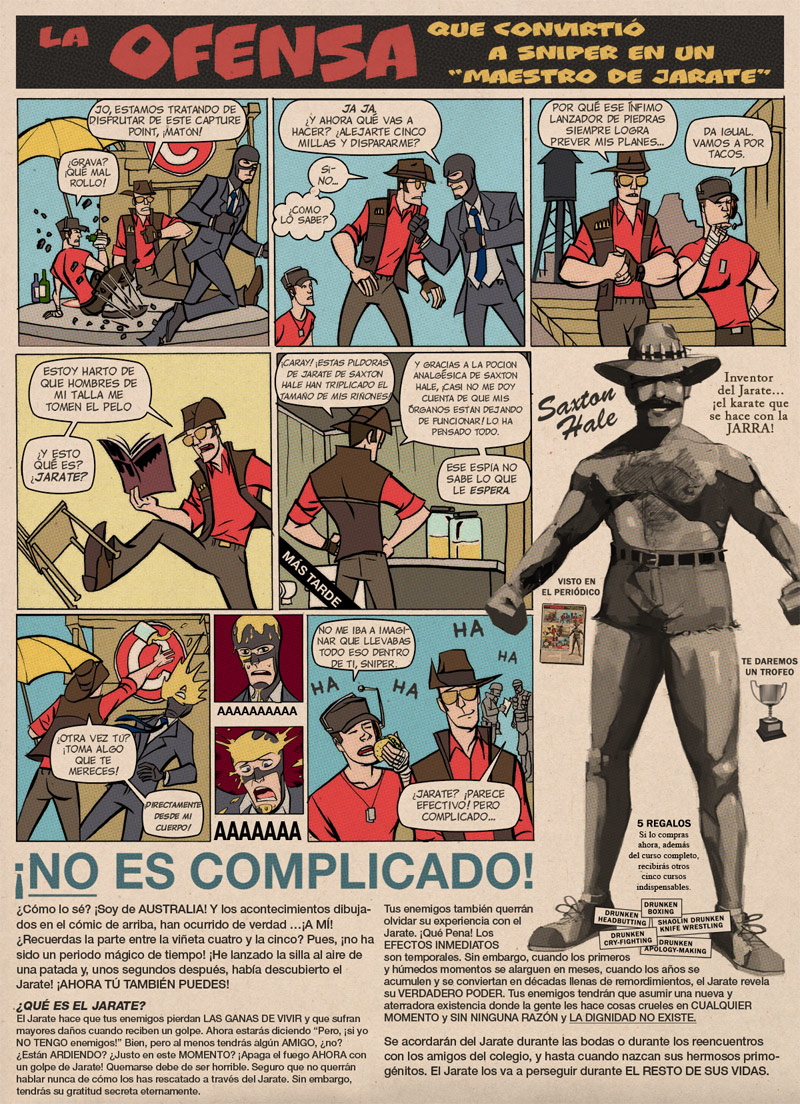 LA OFENSA
QUE CONVIRTIÓ
A SNIPER EN UN
"MAESTRO DE JARATE"
JO, ESTAMOS TRATANDO DE
DISFRUTAR DE ESTE CAPTURE
POINT, ¡MATÓN!
¿GRAVA?
¡QUÉ MAL
ROLLO!
C
JA JA,
¿Y AHORA QUÉ VAS A
HACER? ¿ALEJARTE CINCO
MILLAS Y DISPARARME?
SI-
NO...
¿CÓMO
LO SABE?
POR QUÉ ESE ÍNFIMO
LANZADOR DE PIEDRAS
SIEMPRE LOGRA
PREVER MIS PLANES...
DA IGUAL.
VAMOS A POR
TACOS.
ESTOY HARTO DE
QUE HOMBRES DE
MI TALLA ME
TOMEN EL PELO
¿Y ESTO
QUÉ ES?
¿JARATE?
¡CARAY! ¡ESTAS PILDORAS
DE JARATE DE SAXTON
HALE HAN TRIPLICADO EL
TAMAÑO DE MIS RIÑONES!
Y GRACIAS A LA POCION
ANALGÉSICA DE SAXTON
HALE, ¡CASI NO ME DOY
CUENTA DE QUE MIS
ÓRGANOS ESTAN DEJANDO
DE FUNCIONAR! LO HA
PENSADO TODO.
ESE ESPÍA NO
SABE LO QUE
LE ESPERA.
MÁS TARDE
Saxton
Hale
Inventor
del Jarate...
¡el karate que
se hace con la
JARRA!
VISTO EN
EL PERIÓDICO
TE DAREMOS
UN TROFEO
¿OTRA VEZ TÚ?
¡TOMA ALGO
QUE TE
MERECES!
¡DIRECTAMENTE
DESDE MI
CUERPO!
AAAAAAAAAA
AAAAAAA
NO ME IBA A IMAGI-
NAR QUE LLEVABAS
TODO ESO DENTRO
DE TI, SNIPER.
HA
HA
HA
HA
¿JARATE? ¡PARECE
EFECTIVO! PERO
COMPLICADO...
5 REGALOS
Si lo compras
ahora, además
del curso completo,
recibirás otros
cinco cursos
indispensables.
DRUNKEN
BOXING
DRUNKEN
HEADBUTTING
SHAOLIN DRUNKEN
KNIFE WRESTLING
DRUNKEN
CRY-FIGHTING
DRUNKEN
APOLOGY-MAKING
¡NO ES COMPLICADO!
¿Cómo lo sé? ¡Soy de AUSTRALIA! Y los acontecimientos dibuja-
dos en el cómic de arriba, han ocurrido de verdad …¡A MÍ!
¿Recuerdas la parte entre la viñeta cuatro y la cinco? Pues, ¡no ha
sido un periodo mágico de tiempo! ¡He lanzado la silla al aire de
una patada y, unos segundos después, había descubierto el
Jarate! ¡AHORA TÚ TAMBIÉN PUEDES!
¿QUÉ ES EL JARATE?
El Jarate hace que tus enemigos pierdan LAS GANAS DE VIVIR y que sufran
mayores daños cuando reciben un golpe. Ahora estarás diciendo “Pero, ¡si yo
NO TENGO enemigos!” Bien, pero al menos tendrás algún AMIGO, ¿no?
¿Están ARDIENDO? ¿Justo en este MOMENTO? ¡Apaga el fuego AHORA con
un golpe de Jarate! Quemarse debe de ser horrible. Seguro que no querrán
hablar nunca de cómo los has rescatado a través del Jarate. Sin embargo,
tendrás su gratitud secreta eternamente.
Tus enemigos también querrán
olvidar su experiencia con el
Jarate. ¡Qué Pena! Los
EFECTOS INMEDIATOS
son temporales. Sin embargo, cuando los primeros
y húmedos momentos se alarguen en meses, cuando los años se
acumulen y se conviertan en décadas llenas de remordimientos, el Jarate revela
su VERDADERO PODER. Tus enemigos tendrán que asumir una nueva y
aterradora existencia donde la gente les hace cosas crueles en CUALQUIER
MOMENTO y SIN NINGUNA RAZÓN y LA DIGNIDAD NO EXISTE.
Se acordarán del Jarate durante las bodas o durante los reencuentros
con los amigos del colegio, y hasta cuando nazcan sus hermosos primo-
génitos. El Jarate los va a perseguir durante EL RESTO DE SUS VIDAS.